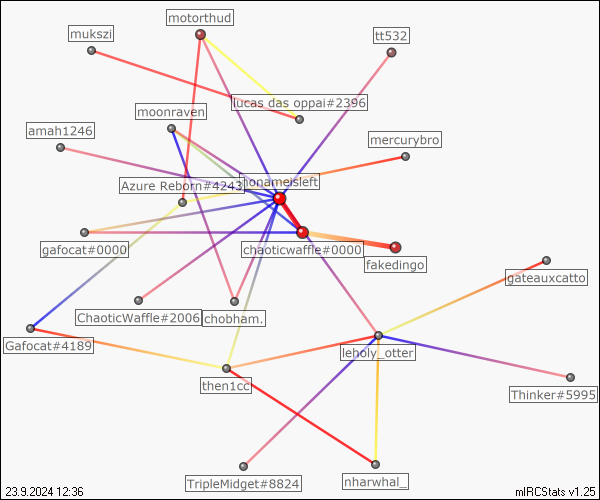 motorthud
mukszi
tt532
lucas das oppai#2396
moonraven
amah1246
mercurybro
nonameisleft
Azure Reborn#4243
gafocat#0000
chaoticwaffle#0000
fakedingo
gateauxcatto
ChaoticWaffle#2006
chobham.
Gafocat#4189
leholy_otter
then1cc
Thinker#5995
TripleMidget#8824
nharwhal_
23.9.2024 12:36
mIRCStats v1.25